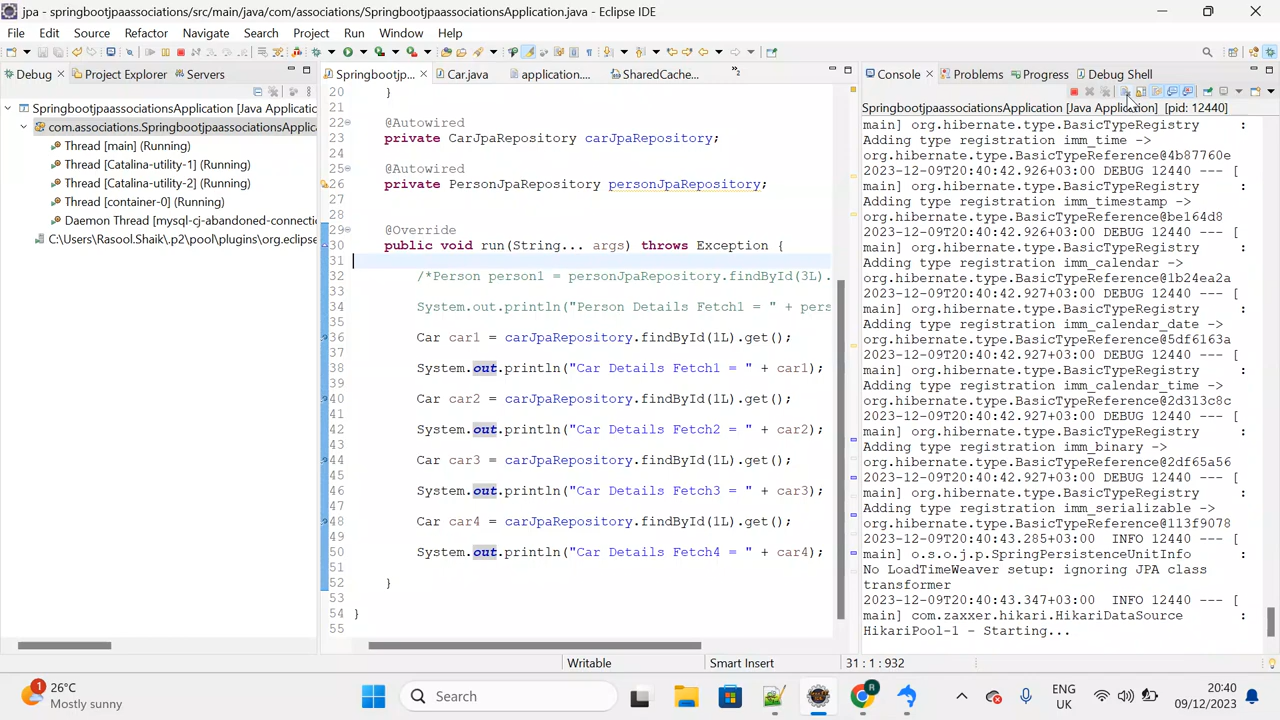 jpa - springbootjpaassociations/src/main/java/com/associations/SpringbootjpaassociationsApplication.java - Eclipse IDE
File Edit Source Refactor Navigate Search Project Run Window Help
Debug Project Explorer Servers
SpringbootjpaassociationsApplication [Java Application]
com.associations.SpringbootjpaassociationsApplic
Thread [main] (Running)
Thread [Catalina-utility-1] (Running)
Thread [Catalina-utility-2] (Running)
Thread [container-0] (Running)
Daemon Thread [mysql-cj-abandoned-connecti
C:\Users\Rasool.Shaik\.p2\pool\plugins\org.eclipse
Springbootjp... Car.java application.... SharedCache...
20 }
21
22 @Autowired
23 private CarJpaRepository carJpaRepository;
24
25 @Autowired
26 private PersonJpaRepository personJpaRepository;
27
28
29 @Override
30 public void run(String... args) throws Exception {
31
32 /*Person person1 = personJpaRepository.findById(3L).
33
34 System.out.println("Person Details Fetch1 = " + pers
35
36 Car car1 = carJpaRepository.findById(1L).get();
37
38 System.out.println("Car Details Fetch1 = " + car1);
39
40 Car car2 = carJpaRepository.findById(1L).get();
41
42 System.out.println("Car Details Fetch2 = " + car2);
43
44 Car car3 = carJpaRepository.findById(1L).get();
45
46 System.out.println("Car Details Fetch3 = " + car3);
47
48 Car car4 = carJpaRepository.findById(1L).get();
49
50 System.out.println("Car Details Fetch4 = " + car4);
51
52 }
53
54 }
55
Console Problems Progress Debug Shell
SpringbootjpaassociationsApplication [Java Application] [pid: 12440]
main] org.hibernate.type.BasicTypeRegistry :
Adding type registration imm_time ->
org.hibernate.type.BasicTypeReference@4b87760e
2023-12-09T20:40:42.926+03:00 DEBUG 12440 --- [
main] org.hibernate.type.BasicTypeRegistry :
Adding type registration imm_timestamp ->
org.hibernate.type.BasicTypeReference@be164d8
2023-12-09T20:40:42.926+03:00 DEBUG 12440 --- [
main] org.hibernate.type.BasicTypeRegistry :
Adding type registration imm_calendar ->
org.hibernate.type.BasicTypeReference@1b24ea2a
2023-12-09T20:40:42.927+03:00 DEBUG 12440 --- [
main] org.hibernate.type.BasicTypeRegistry :
Adding type registration imm_calendar_date ->
org.hibernate.type.BasicTypeReference@5df6163a
2023-12-09T20:40:42.927+03:00 DEBUG 12440 --- [
main] org.hibernate.type.BasicTypeRegistry :
Adding type registration imm_calendar_time ->
org.hibernate.type.BasicTypeReference@2d313c8c
2023-12-09T20:40:42.927+03:00 DEBUG 12440 --- [
main] org.hibernate.type.BasicTypeRegistry :
Adding type registration imm_binary ->
org.hibernate.type.BasicTypeReference@2dff6a56
2023-12-09T20:40:42.927+03:00 DEBUG 12440 --- [
main] org.hibernate.type.BasicTypeRegistry :
Adding type registration imm_serializable ->
org.hibernate.type.BasicTypeReference@113f9078
2023-12-09T20:40:43.285+03:00 INFO 12440 --- [
main] o.s.o.j.p.SpringPersistenceUnitInfo :
No LoadTimeWeaver setup: ignoring JPA class
transformer
2023-12-09T20:40:43.347+03:00 INFO 12440 --- [
main] com.zaxxer.hikari.HikariDataSource :
HikariPool-1 - Starting...
Writable Smart Insert 31 : 1 : 932
1
26°C
Mostly sunny
Search
R
ENG
UK
20:40
09/12/2023